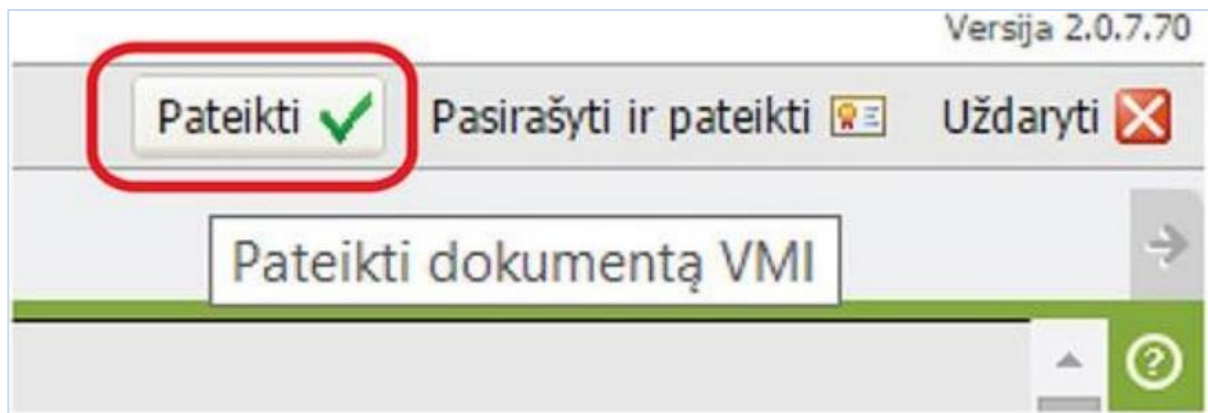 Versija 2.0.7.70
Pateikti Pasirašyti ir pateikti Uždaryti
Pateikti dokumentą VMI